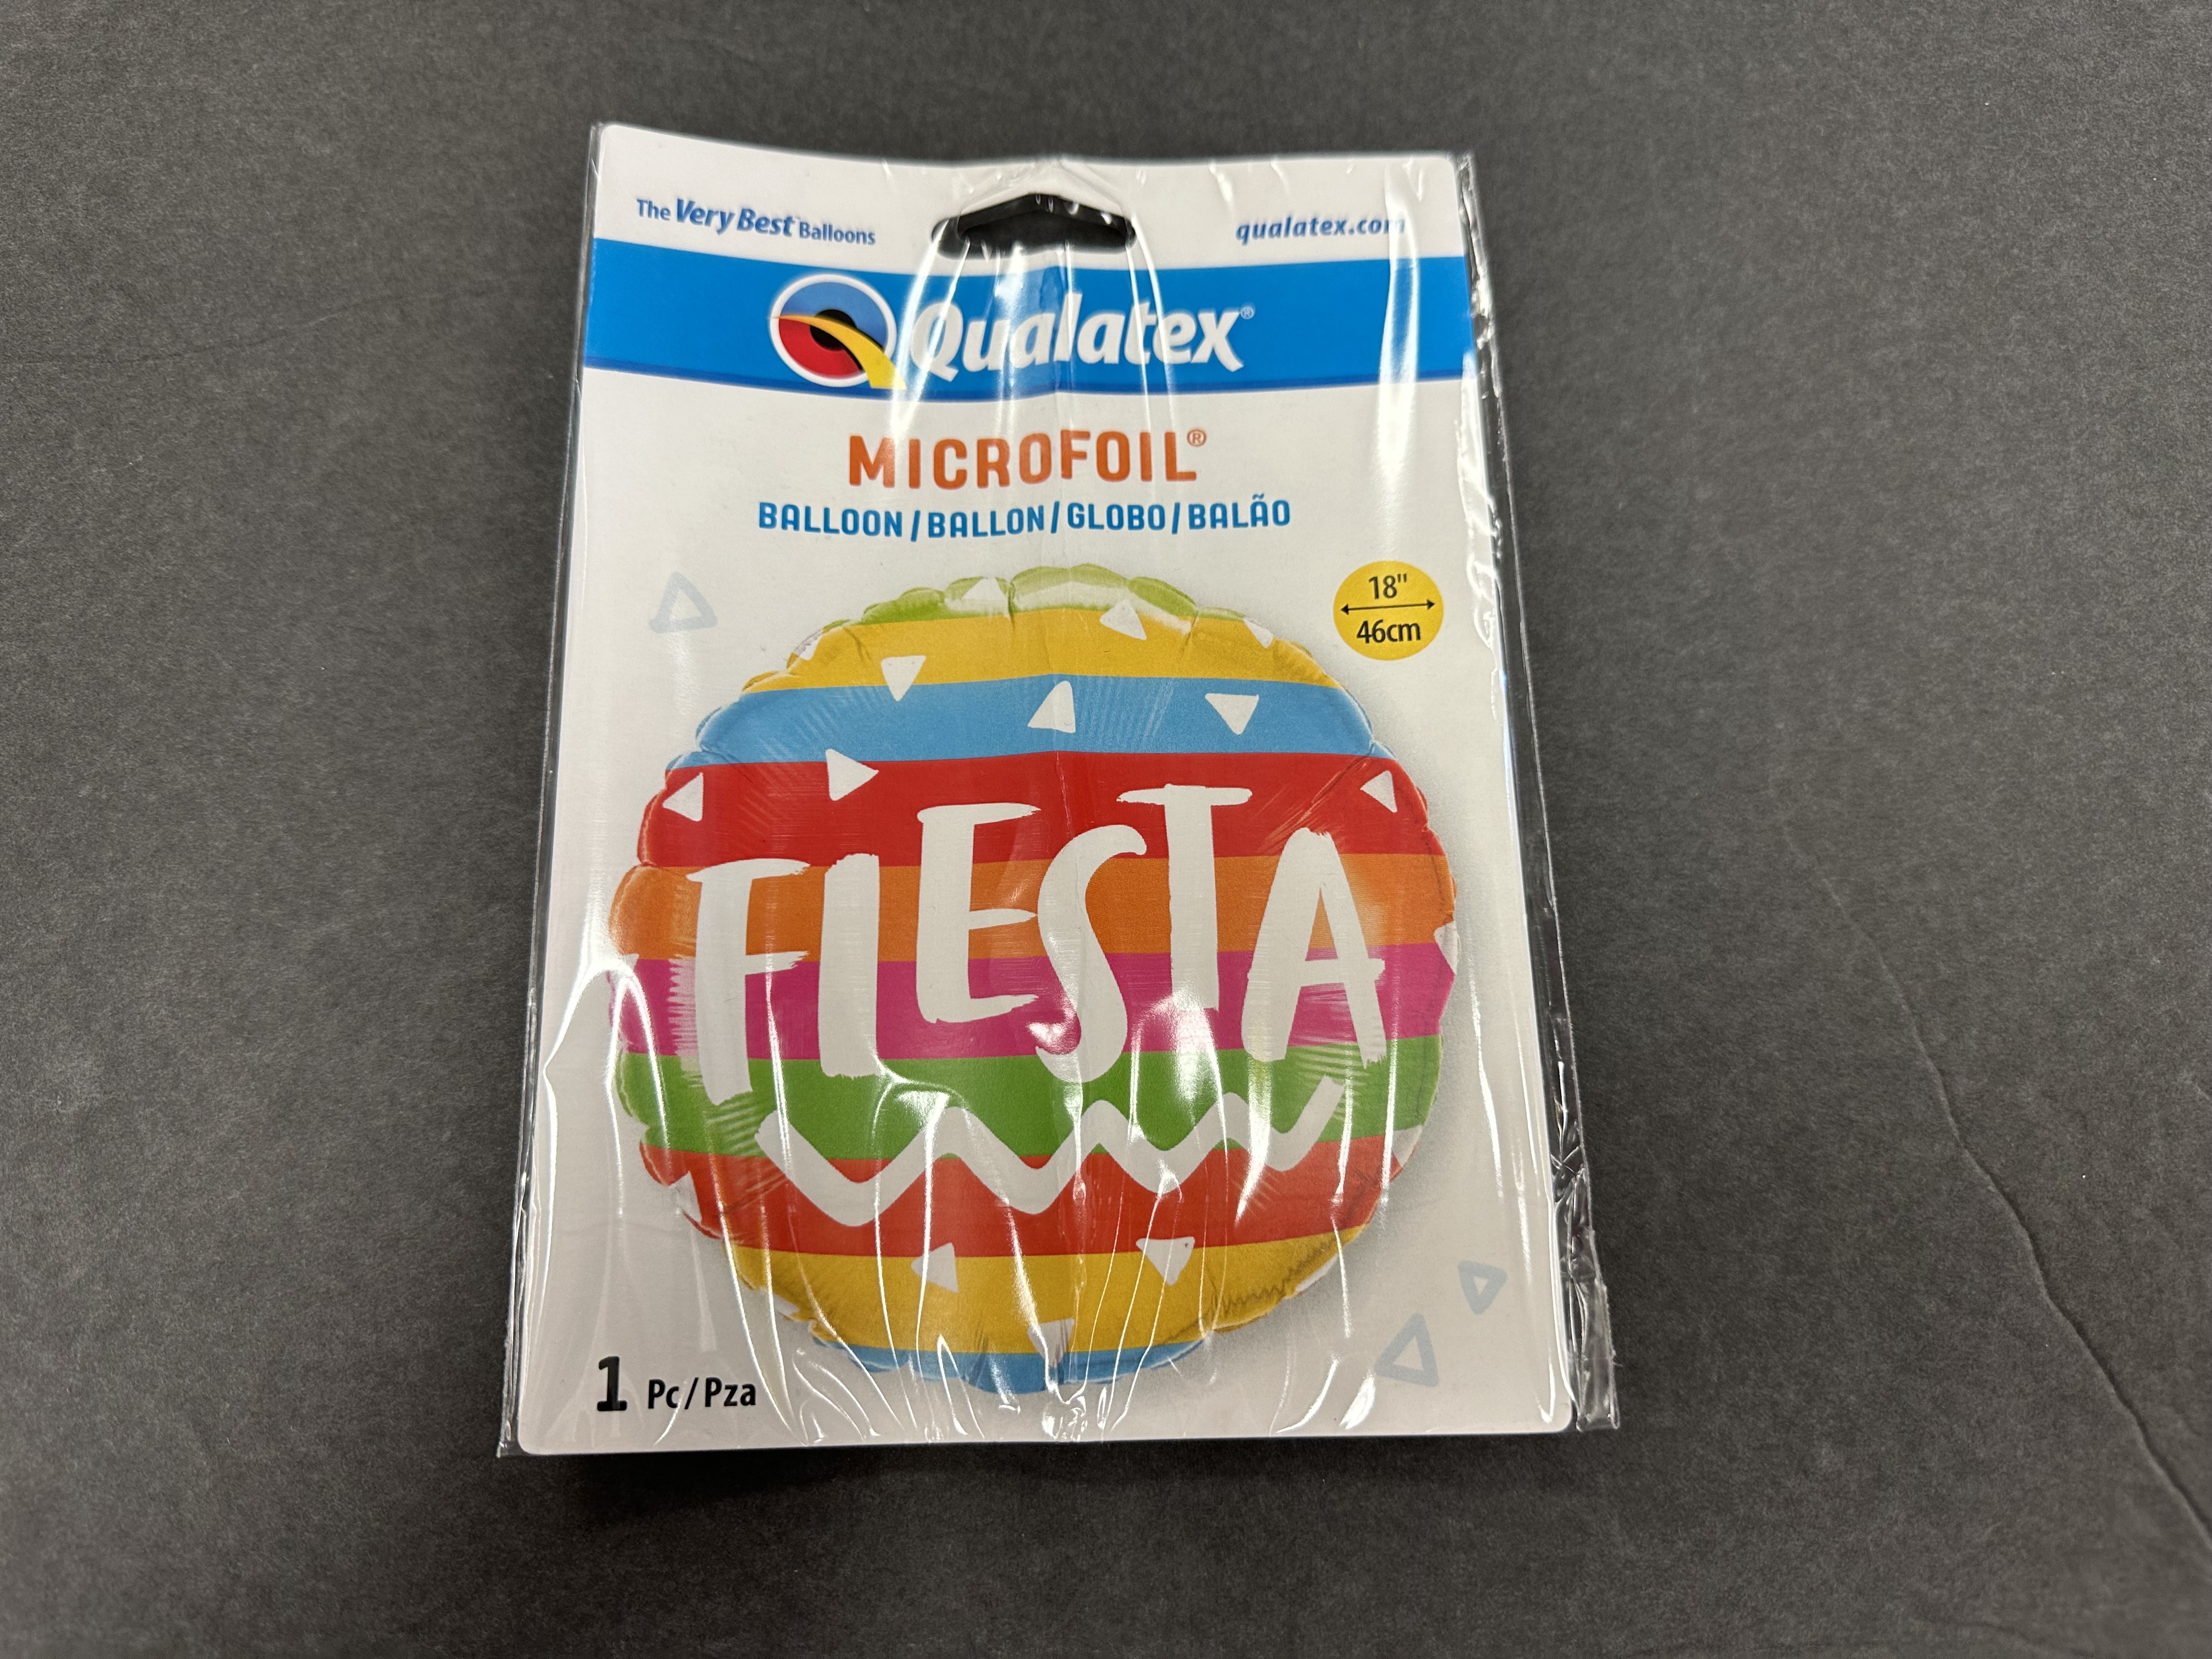 The Very Best Balloons
qualatex.com
Qualatex®
MICROFOIL®
BALLOON/BALLON/GLOBO/BALÃO
18"
46cm
FIESTA
1 Pc/Pza